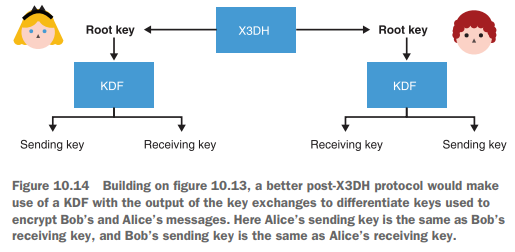 Root key X3DH Root key
KDF KDF
Sending key Receiving key Receiving key Sending key
Figure 10.14 Building on figure 10.13, a better post-X3DH protocol would make
use of a KDF with the output of the key exchanges to differentiate keys used to
encrypt Bob's and Alice's messages. Here Alice's sending key is the same as Bob's
receiving key, and Bob's sending key is the same as Alice's receiving key.